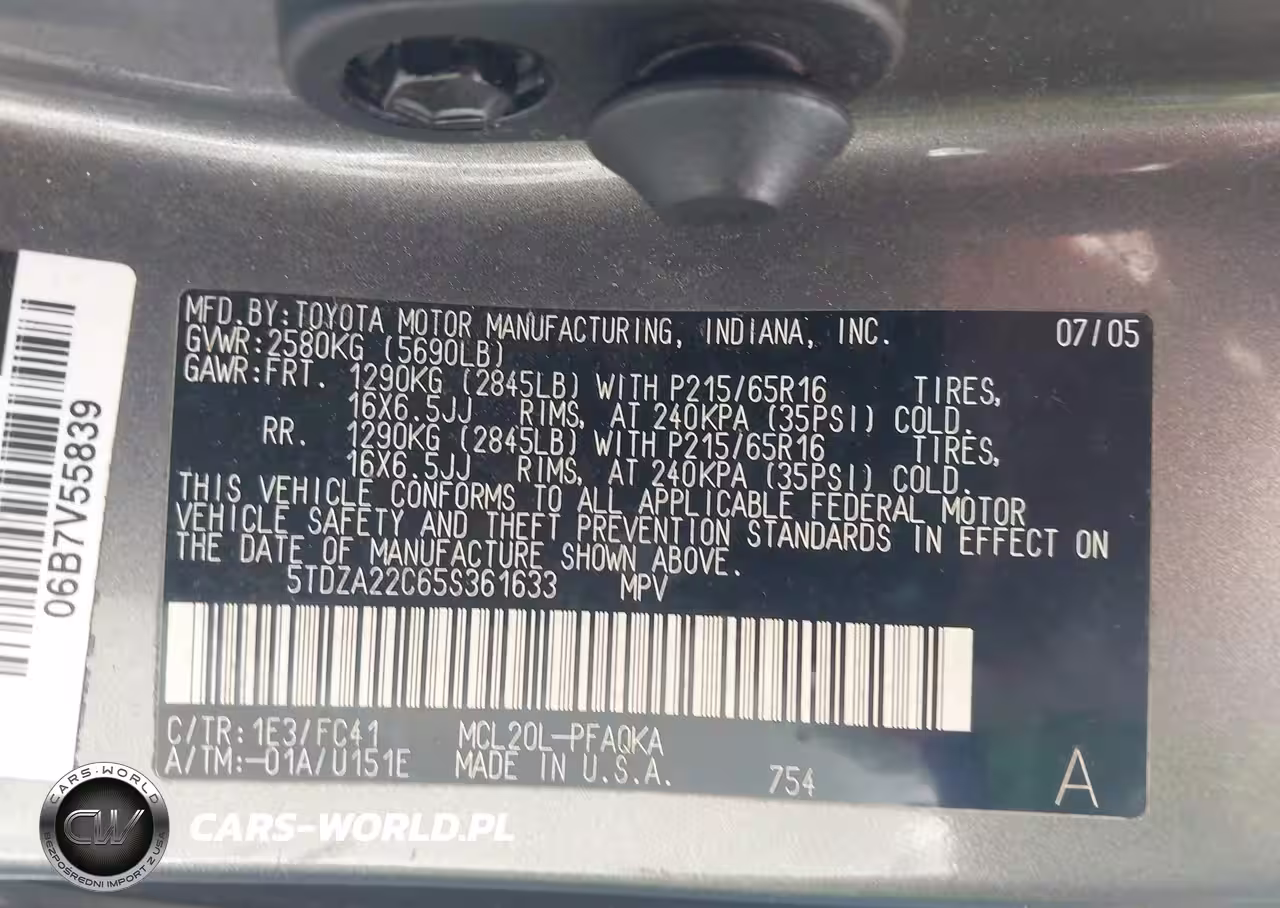 MFD.BY:TOYOTA MOTOR MANUFACTURING, INDIANA, INC. 07/05
GVWR:2580KG (5690LB)
GAWR:FRT. 1290KG (2845LB) WITH P215/65R16 TIRES,
16X6.5JJ RIMS, AT 240KPA (35PSI) COLD.
RR. 1290KG (2845LB) WITH P215/65R16 TIRES,
16X6.5JJ RIMS, AT 240KPA (35PSI) COLD.
THIS VEHICLE CONFORMS TO ALL APPLICABLE FEDERAL MOTOR
VEHICLE SAFETY AND THEFT PREVENTION STANDARDS IN EFFECT ON
THE DATE OF MANUFACTURE SHOWN ABOVE.
5TDZA22C65S361633 MPV
C/TR:1E3/FC41 MCL20L-PFAQKA
A/TM:-01A/U151E MADE IN U.S.A. 754 A
06B7V55839
CARS-WORLD
CW
BEZPOŚREDNI IMPORT Z USA
CARS-WORLD.PL